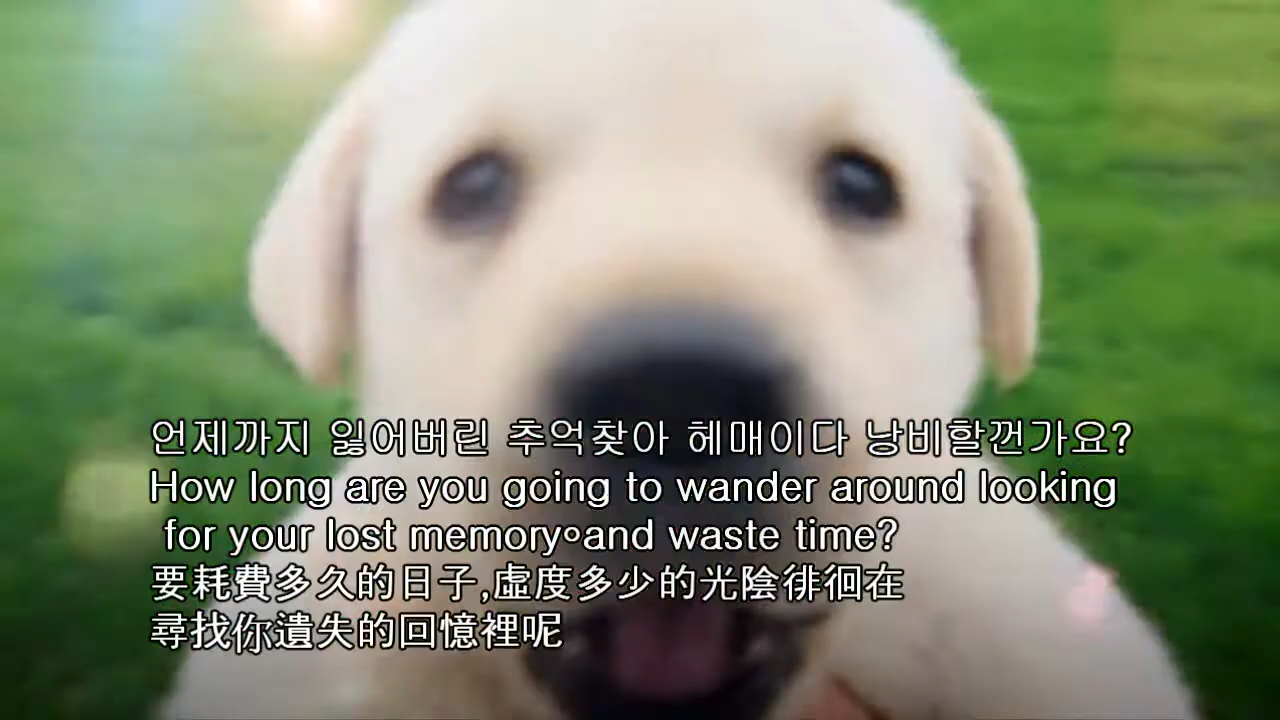 언제까지 잃어버린 추억찾아 헤매이다 낭비할껀가요?
How long are you going to wander around looking
for your lost memory∘and waste time?
要耗費多久的日子,虛度多少的光陰徘徊在
尋找你遺失的回憶裡呢